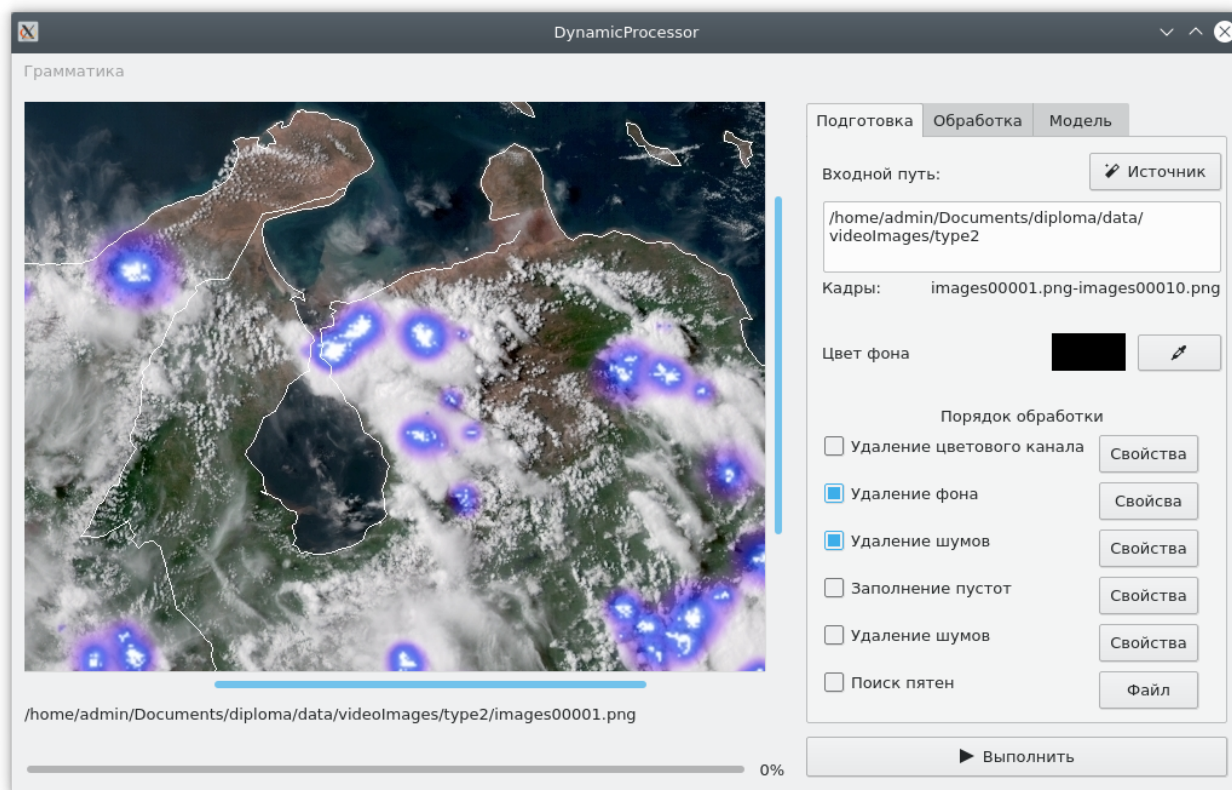 DynamicProcessor
Грамматика
Подготовка Обработка Модель
Входной путь: Источник
/home/admin/Documents/diploma/data/
videoImages/type2
Кадры: images00001.png-images00010.png
Цвет фона
Порядок обработки
Удаление цветового канала Свойства
Удаление фона Свойсва
Удаление шумов Свойства
Заполнение пустот Свойства
Удаление шумов Свойства
Поиск пятен Файл
/home/admin/Documents/diploma/data/videoImages/type2/images00001.png
0%
Выполнить